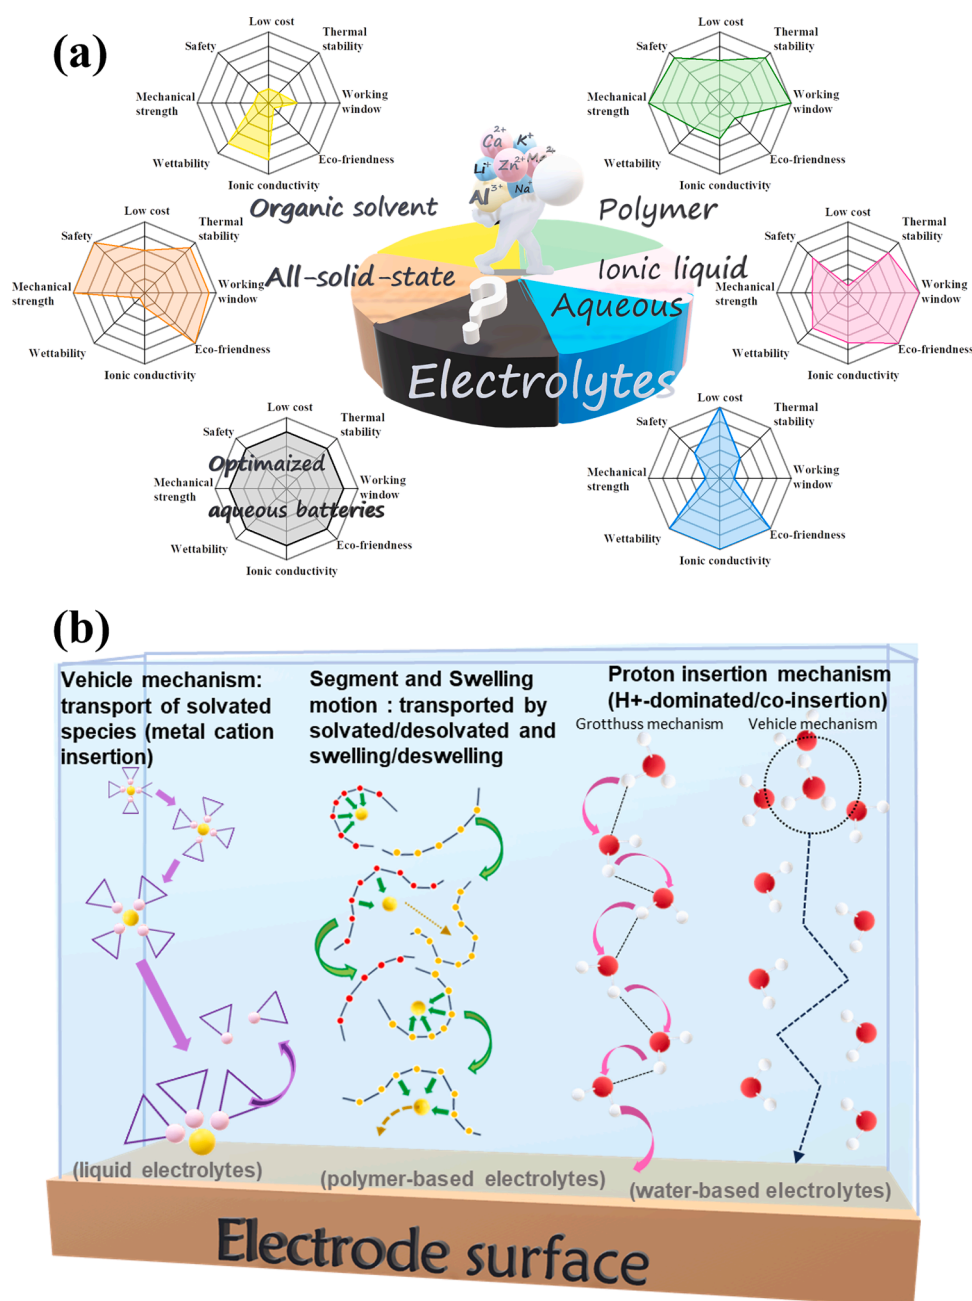 (a)
Low cost
Thermal
stability
Working
window
Eco-friendness
Ionic conductivity
Wettability
Mechanical
strength
Safety
Organic solvent
Low cost
Thermal
stability
Working
window
Eco-friendness
Ionic conductivity
Wettability
Mechanical
strength
Safety
Polymer
Ca2+
K+
Li+
Zn2+
Al3+
Na+
Low cost
Thermal
stability
Working
window
Eco-friendness
Ionic conductivity
Wettability
Mechanical
strength
Safety
All-solid-state
Ionic liquid
Aqueous
?
Electrolytes
Low cost
Thermal
stability
Working
window
Eco-friendness
Ionic conductivity
Wettability
Mechanical
strength
Safety
Low cost
Thermal
stability
Working
window
Eco-friendness
Ionic conductivity
Wettability
Mechanical
strength
Safety
Optimaized
aqueous batteries
Low cost
Thermal
stability
Working
window
Eco-friendness
Ionic conductivity
Wettability
Mechanical
strength
Safety
(b)
Vehicle mechanism:
transport of solvated
species (metal cation
insertion)
Segment and Swelling
motion : transported by
solvated/desolvated and
swelling/deswelling
Proton insertion mechanism
(H+-dominated/co-insertion)
Grotthuss mechanism
Vehicle mechanism
(liquid electrolytes)
(polymer-based electrolytes)
(water-based electrolytes)
Electrode surface